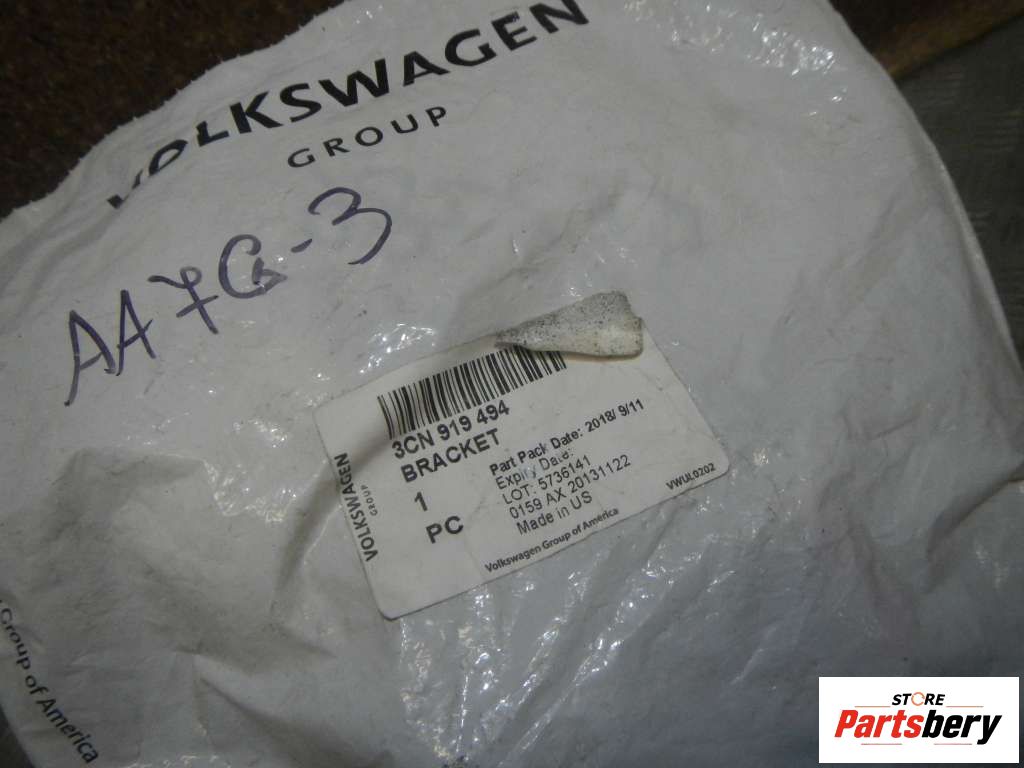 VOLKSWAGEN
GROUP
AA7G-3
3CN 919 494
BRACKET
1
PC
Part Pack Date: 2018/ 9/11
Expiry Date:
LOT: 5736141
0159 AX 20131122
Made in US
VOLKSWAGEN
GROUP
Volkswagen Group of America
VWUL0202
Group of America
STORE
Partsbery